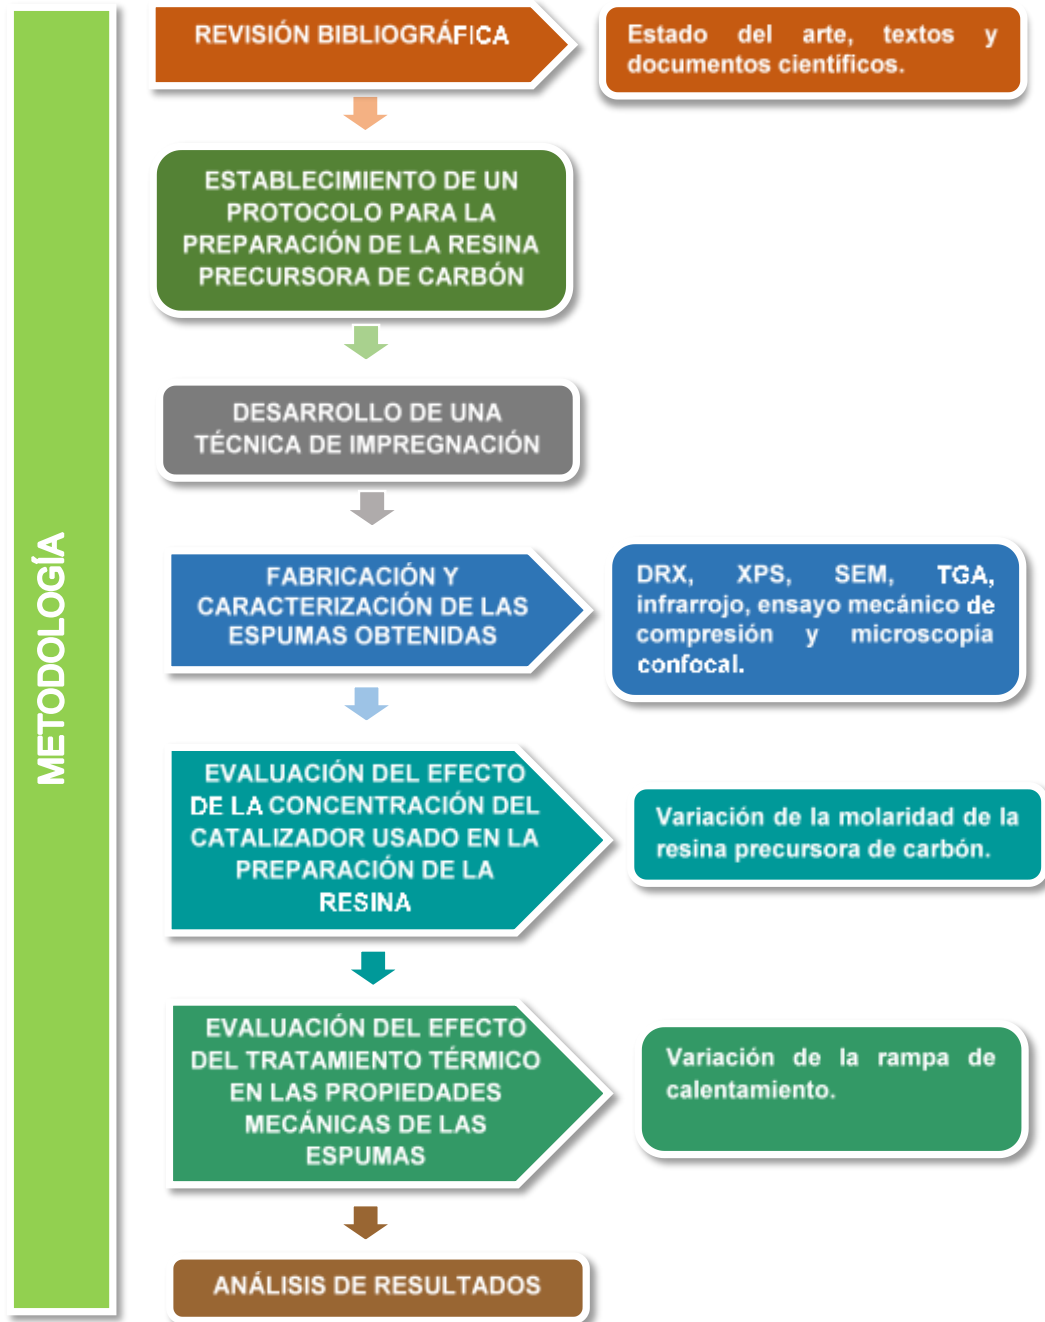 METODOLOGÍA
REVISIÓN BIBLIOGRÁFICA
Estado del arte, textos y
documentos científicos.
ESTABLECIMIENTO DE UN
PROTOCOLO PARA LA
PREPARACIÓN DE LA RESINA
PRECURSORA DE CARBÓN
DESARROLLO DE UNA
TÉCNICA DE IMPREGNACIÓN
FABRICACIÓN Y
CARACTERIZACIÓN DE LAS
ESPUMAS OBTENIDAS
DRX, XPS, SEM, TGA,
infrarrojo, ensayo mecánico de
compresión y microscopía
confocal.
EVALUACIÓN DEL EFECTO
DE LA CONCENTRACIÓN DEL
CATALIZADOR USADO EN LA
PREPARACIÓN DE LA
RESINA
Variación de la molaridad de la
resina precursora de carbón.
EVALUACIÓN DEL EFECTO
DEL TRATAMIENTO TÉRMICO
EN LAS PROPIEDADES
MECÁNICAS DE LAS
ESPUMAS
Variación de la rampa de
calentamiento.
ANÁLISIS DE RESULTADOS